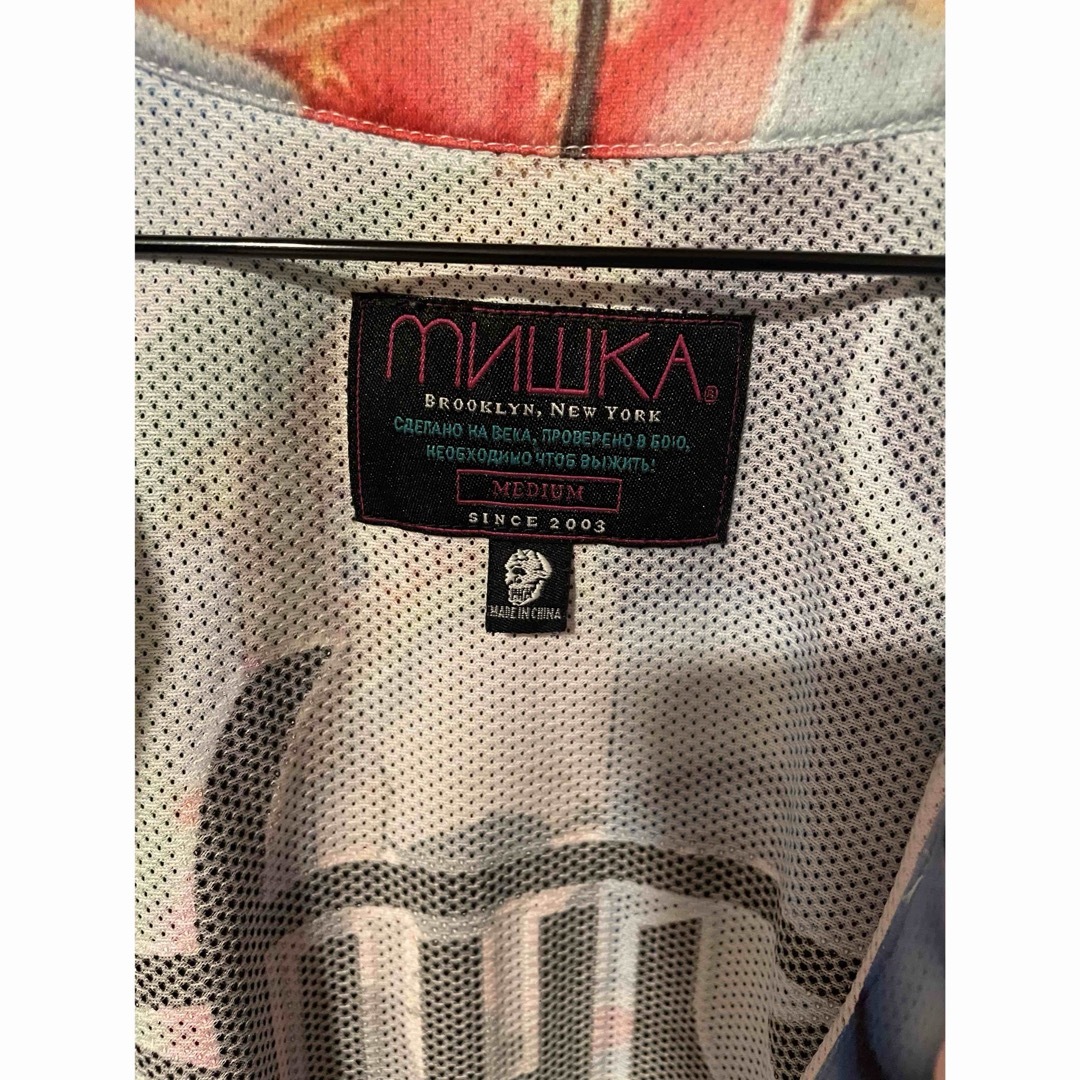 мишка®
BROOKLYN, NEW YORK
СДЕЛАНО НА ВЕКА, ПРОВЕРЕНО В БОЮ,
НЕОБХОДИМО ЧТОБ ВЫЖИТЬ!
MEDIUM
SINCE 2003
MADE IN CHINA